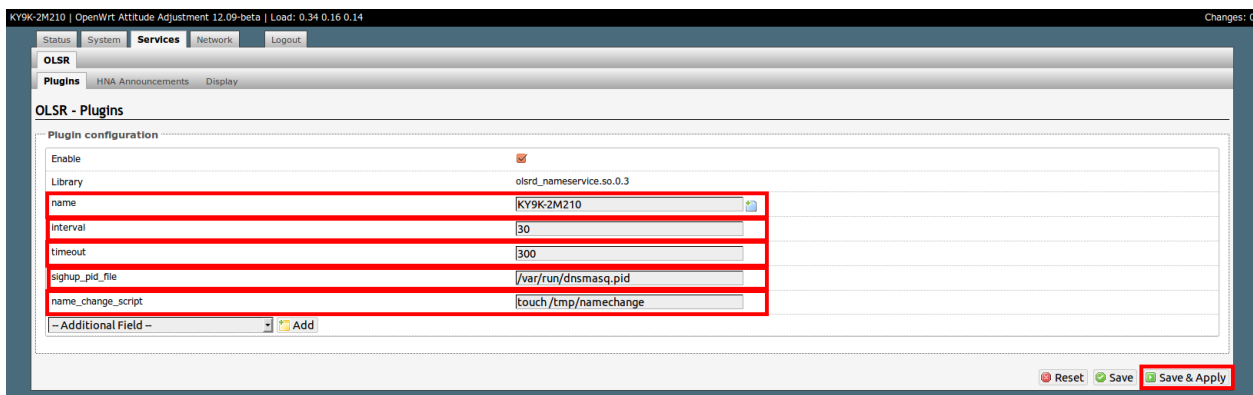 KY9K-2M210 | OpenWrt Attitude Adjustment 12.09-beta | Load: 0.34 0.16 0.14 Changes: 0
Status System Services Network Logout
OLSR
Plugins HNA Announcements Display
OLSR - Plugins
Plugin configuration
Enable
Library olsrd_nameservice.so.0.3
name KY9K-2M210
interval 30
timeout 300
sighup_pid_file /var/run/dnsmasq.pid
name_change_script touch /tmp/namechange
-- Additional Field -- Add
Reset Save Save & Apply